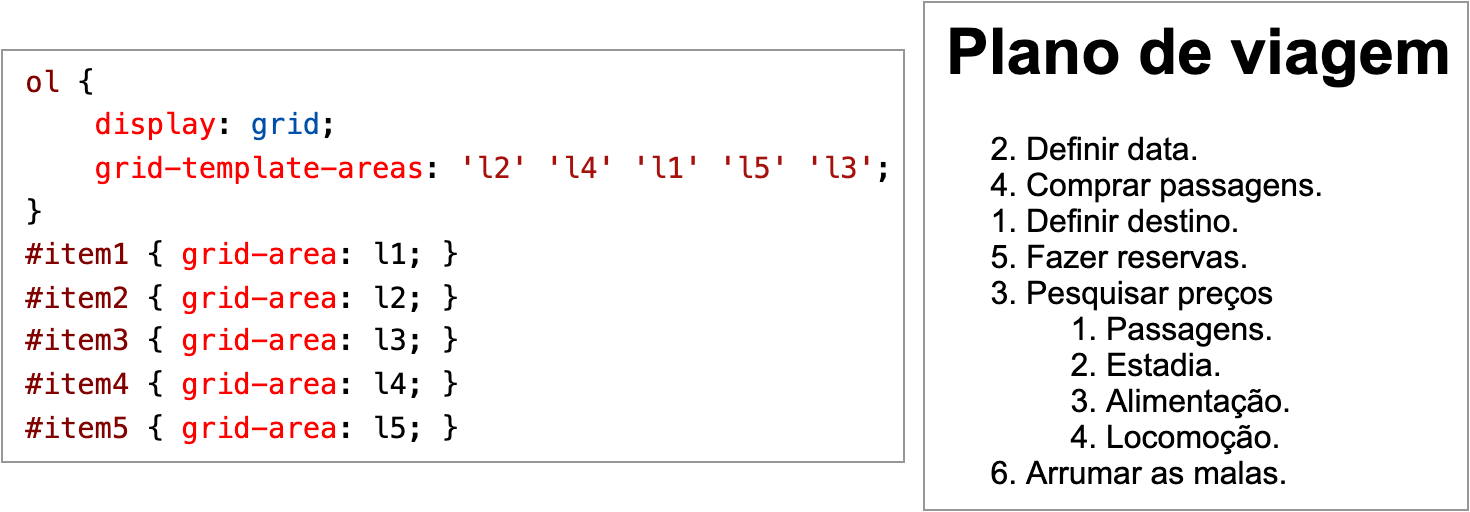 ol {
    display: grid;
    grid-template-areas: 'l2' 'l4' 'l1' 'l5' 'l3';
}
#item1 { grid-area: l1; }
#item2 { grid-area: l2; }
#item3 { grid-area: l3; }
#item4 { grid-area: l4; }
#item5 { grid-area: l5; }
Plano de viagem
2. Definir data.
4. Comprar passagens.
1. Definir destino.
5. Fazer reservas.
3. Pesquisar preços
1. Passagens.
2. Estadia.
3. Alimentação.
4. Locomoção.
6. Arrumar as malas.